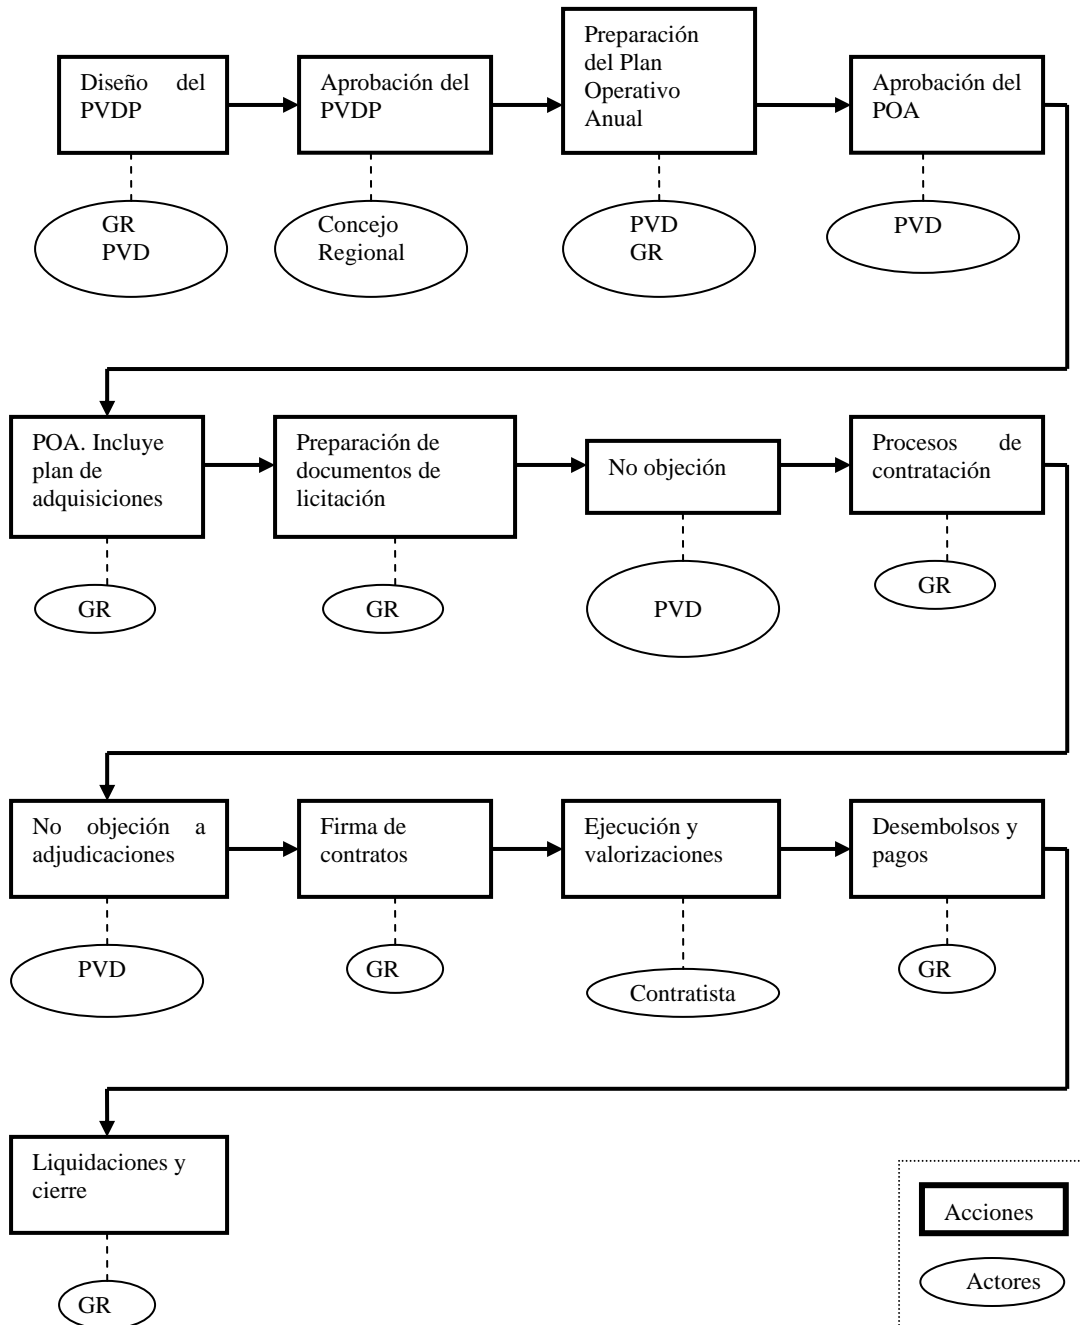 Diseño del
PVDP
Aprobación del
PVDP
Preparación
del Plan
Operativo
Anual
Aprobación del
POA
GR
PVD
Concejo
Regional
PVD
GR
PVD
POA. Incluye
plan de
adquisiciones
Preparación de
documentos de
licitación
No objeción
Procesos de
contratación
GR
GR
PVD
GR
No objeción a
adjudicaciones
Firma de
contratos
Ejecución y
valorizaciones
Desembolsos y
pagos
PVD
GR
Contratista
GR
Liquidaciones y
cierre
GR
Acciones
Actores